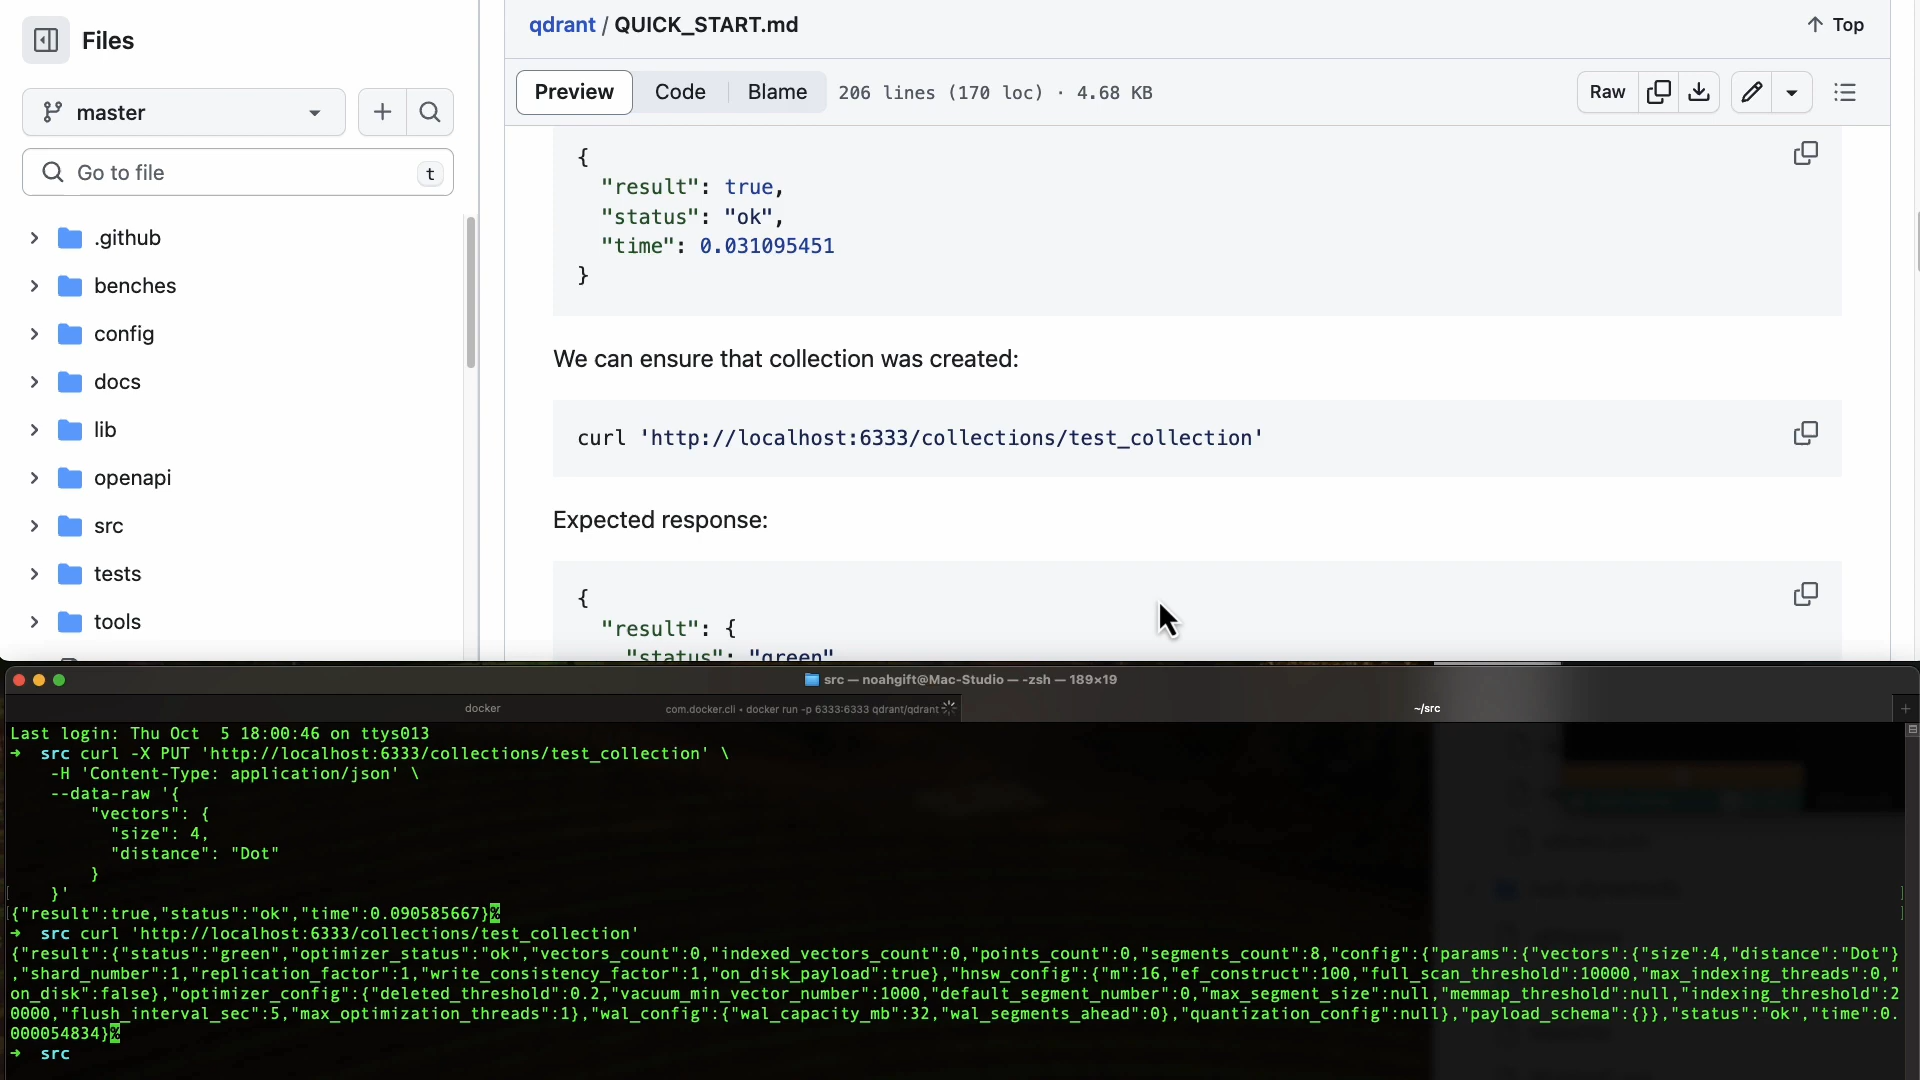 Files
master
Go to file
t
.github
benches
config
docs
lib
openapi
src
tests
tools
qdrant / QUICK_START.md
Top
Preview
Code
Blame
206 lines (170 loc) · 4.68 KB
Raw
{
"result": true,
"status": "ok",
"time": 0.031095451
}
We can ensure that collection was created:
curl 'http://localhost:6333/collections/test_collection'
Expected response:
{
"result": {
"status": "green"
src — noahgift@Mac-Studio — -zsh — 189×19
docker
com.docker.cli • docker run -p 6333:6333 qdrant/qdrant
~/src
Last login: Thu Oct  5 18:00:46 on ttys013
➜  src curl -X PUT 'http://localhost:6333/collections/test_collection' \
-H 'Content-Type: application/json' \
--data-raw '{
"vectors": {
"size": 4,
"distance": "Dot"
}
}'
{"result":true,"status":"ok","time":0.090585667}%
➜  src curl 'http://localhost:6333/collections/test_collection'
{"result":{"status":"green","optimizer_status":"ok","vectors_count":0,"indexed_vectors_count":0,"points_count":0,"segments_count":8,"config":{"params":{"vectors":{"size":4,"distance":"Dot"}
,"shard_number":1,"replication_factor":1,"write_consistency_factor":1,"on_disk_payload":true},"hnsw_config":{"m":16,"ef_construct":100,"full_scan_threshold":10000,"max_indexing_threads":0,"
on_disk":false},"optimizer_config":{"deleted_threshold":0.2,"vacuum_min_vector_number":1000,"default_segment_number":0,"max_segment_size":null,"memmap_threshold":null,"indexing_threshold":2
0000,"flush_interval_sec":5,"max_optimization_threads":1},"wal_config":{"wal_capacity_mb":32,"wal_segments_ahead":0},"quantization_config":null},"payload_schema":{}},"status":"ok","time":0.
000054834}%
➜  src